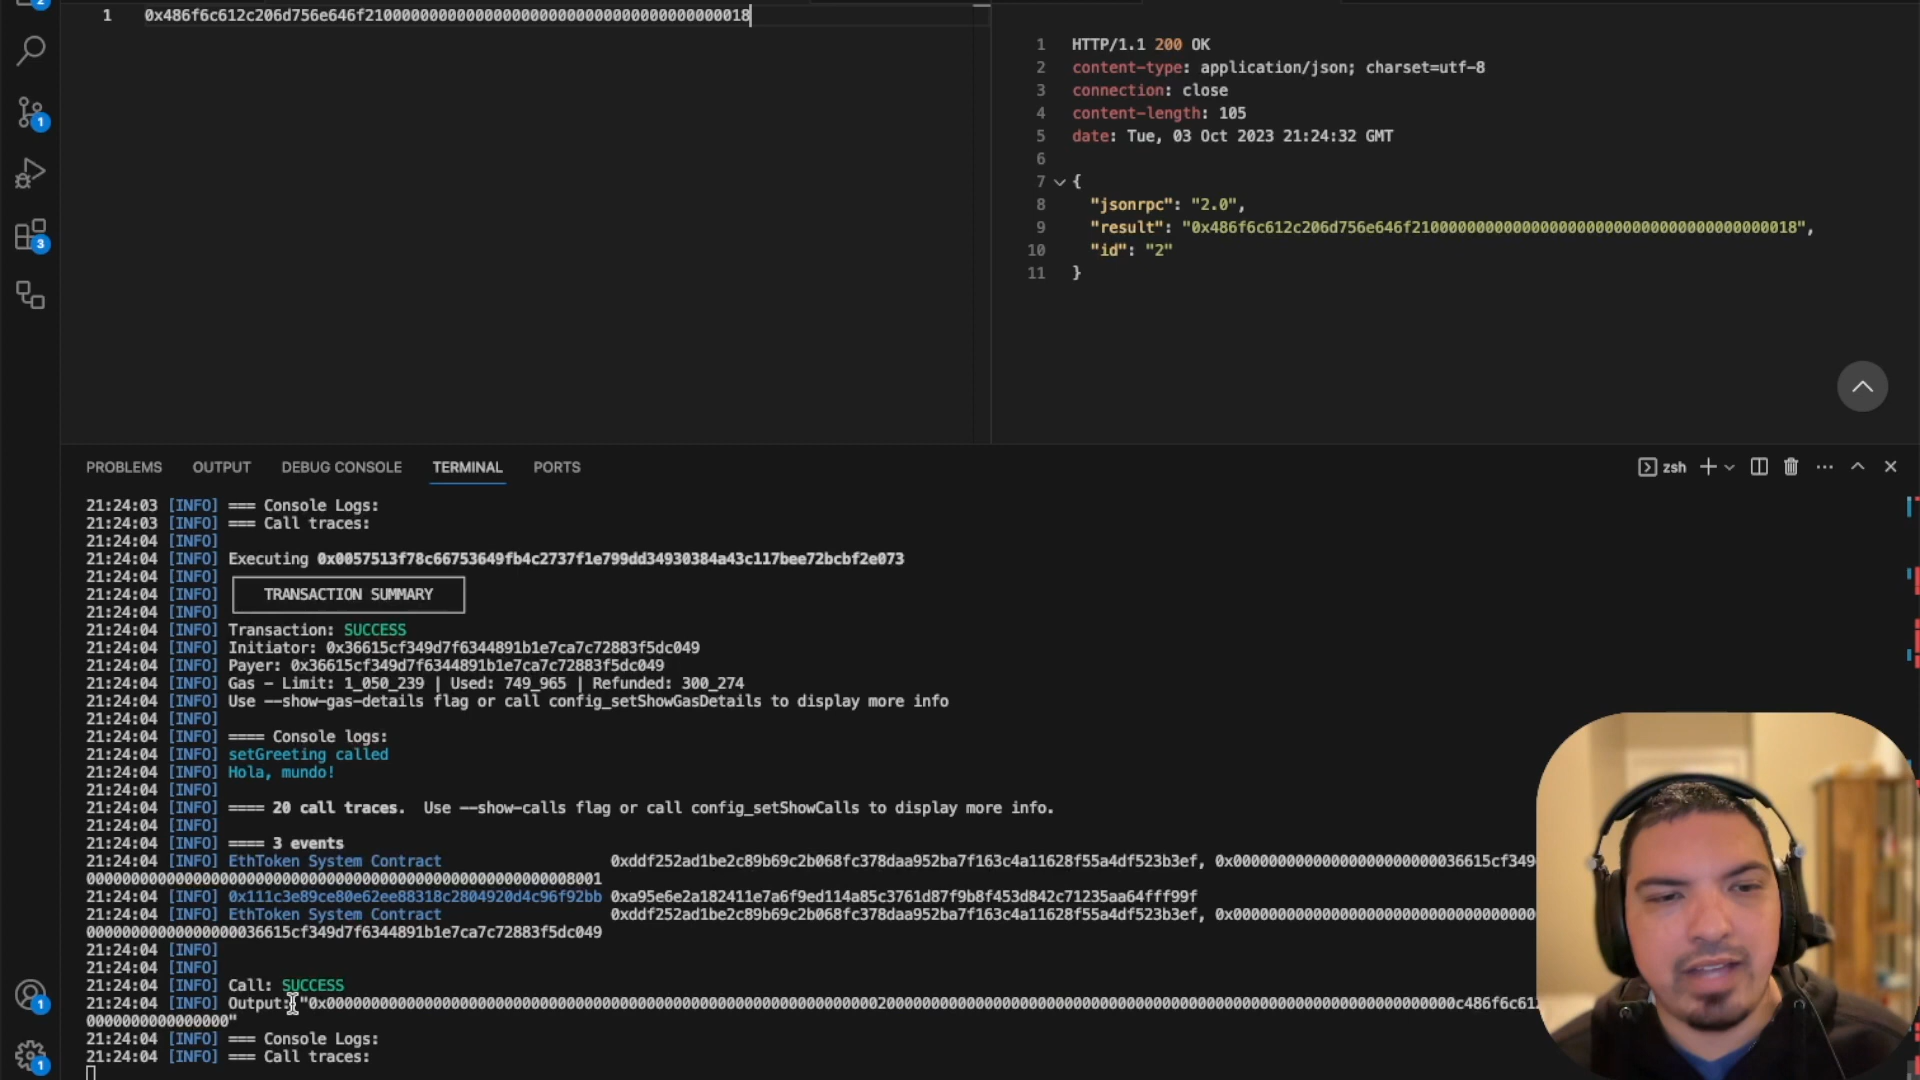 1 0x486f6c612c206d756e646f210000000000000000000000000000000000000018
1 HTTP/1.1 200 OK
2 content-type: application/json; charset=utf-8
3 connection: close
4 content-length: 105
5 date: Tue, 03 Oct 2023 21:24:32 GMT
6
7 {
8 "jsonrpc": "2.0",
9 "result": "0x486f6c612c206d756e646f210000000000000000000000000000000000000018",
10 "id": "2"
11 }
PROBLEMS OUTPUT DEBUG CONSOLE TERMINAL PORTS zsh
21:24:03 [INFO] === Console Logs:
21:24:03 [INFO] === Call traces:
21:24:04 [INFO]
21:24:04 [INFO] Executing 0x0057513f78c66753649fb4c2737f1e799dd34930384a43c117bee72bcbf2e073
21:24:04 [INFO]
21:24:04 [INFO] TRANSACTION SUMMARY
21:24:04 [INFO]
21:24:04 [INFO] Transaction: SUCCESS
21:24:04 [INFO] Initiator: 0x36615cf349d7f6344891b1e7ca7c72883f5dc049
21:24:04 [INFO] Payer: 0x36615cf349d7f6344891b1e7ca7c72883f5dc049
21:24:04 [INFO] Gas - Limit: 1_050_239 | Used: 749_965 | Refunded: 300_274
21:24:04 [INFO] Use --show-gas-details flag or call config_setShowGasDetails to display more info
21:24:04 [INFO]
21:24:04 [INFO] ==== Console logs:
21:24:04 [INFO] setGreeting called
21:24:04 [INFO] Hola, mundo!
21:24:04 [INFO]
21:24:04 [INFO] ==== 20 call traces. Use --show-calls flag or call config_setShowCalls to display more info.
21:24:04 [INFO]
21:24:04 [INFO] ==== 3 events
21:24:04 [INFO] EthToken System Contract 0xddf252ad1be2c89b69c2b068fc378daa952ba7f163c4a11628f55a4df523b3ef, 0x00000000000000000000000036615cf349
0000000000000000000000000000000000000000000000000000008001
21:24:04 [INFO] 0x111c3e89ce80e62ee88318c2804920d4c96f92bb 0xa95e6e2a182411e7a6f9ed114a85c3761d87f9b8f453d842c71235aa64fff99f
21:24:04 [INFO] EthToken System Contract 0xddf252ad1be2c89b69c2b068fc378daa952ba7f163c4a11628f55a4df523b3ef, 0x0000000000000000000000000000000000
00000000000000000036615cf349d7f6344891b1e7ca7c72883f5dc049
21:24:04 [INFO]
21:24:04 [INFO]
21:24:04 [INFO] Call: SUCCESS
21:24:04 [INFO] Output: "0x0000000000000000000000000000000000000000000000000000000000000020000000000000000000000000000000000000000000000000000000000000000c486f6c612
0000000000000000"
21:24:04 [INFO] === Console Logs:
21:24:04 [INFO] === Call traces: